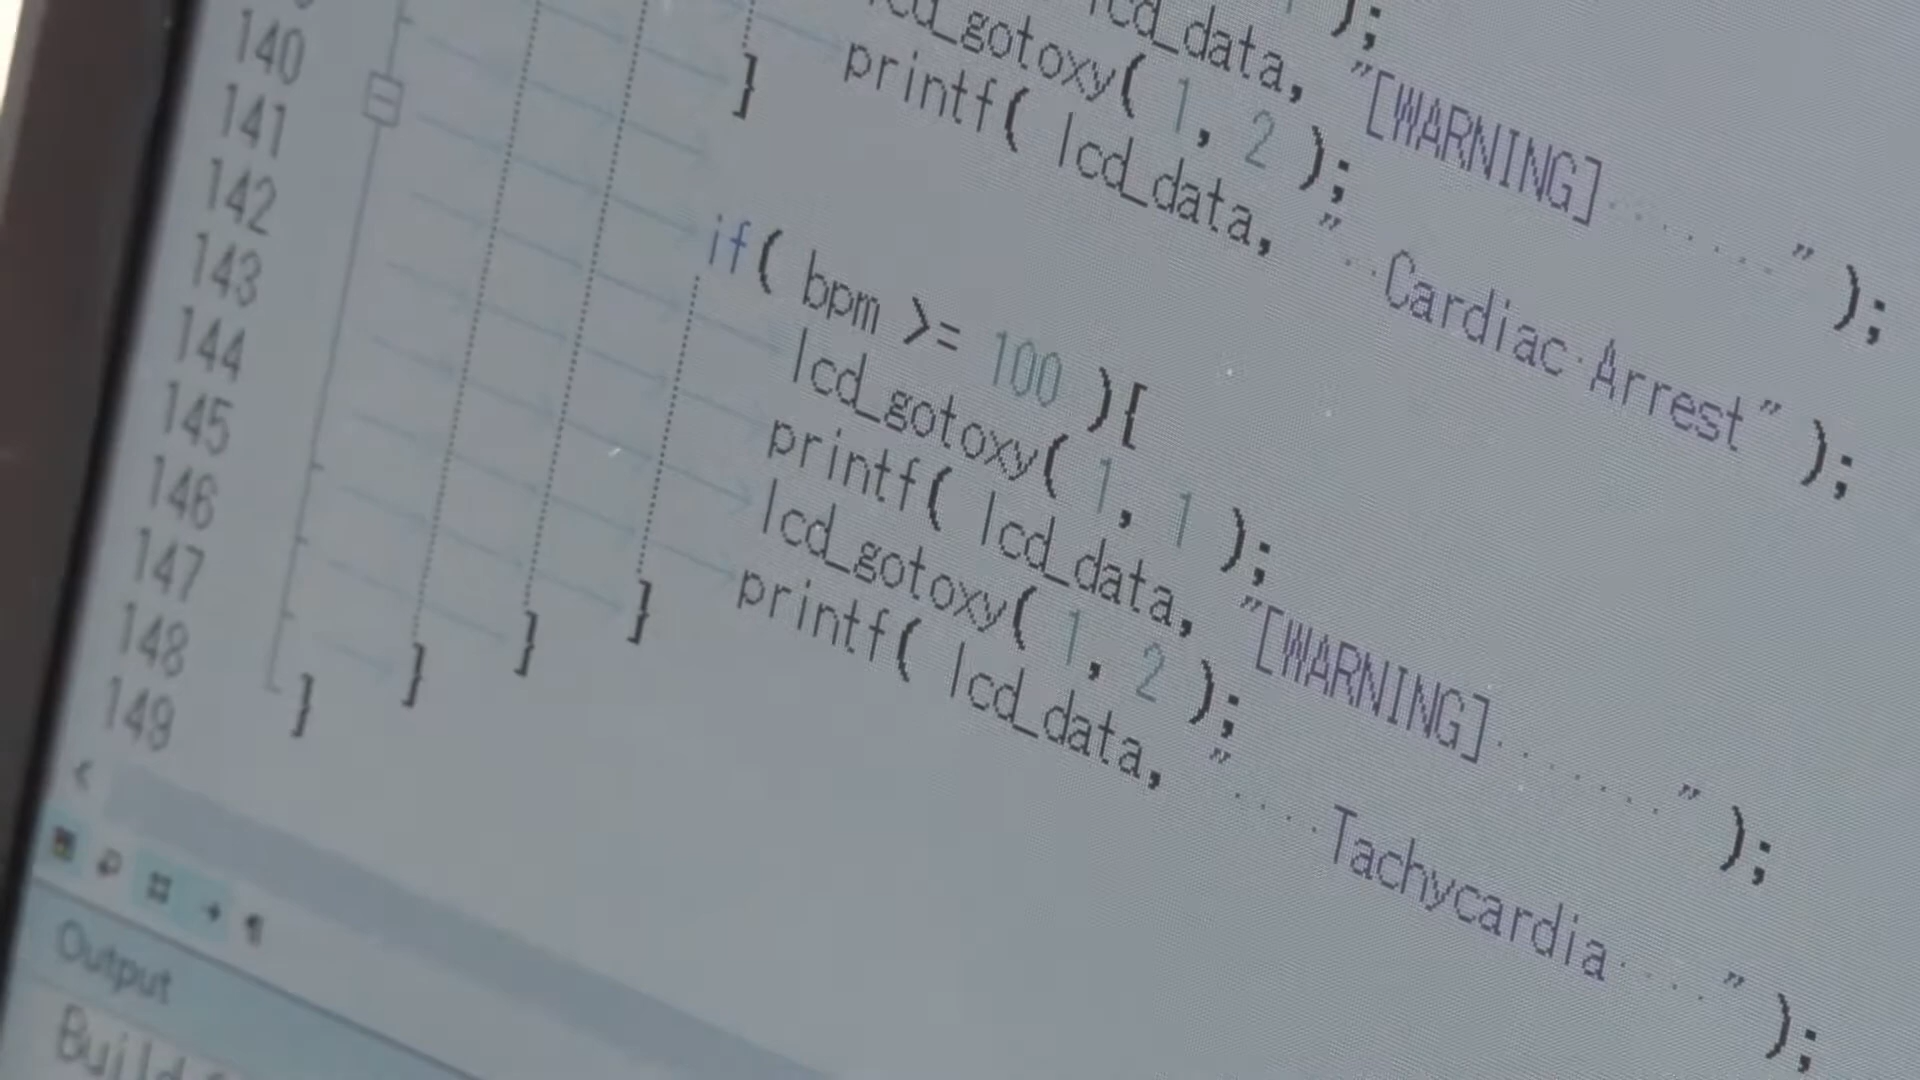 lcd_data, "[WARNING]       " );
lcd_gotoxy( 1, 2 );
printf( lcd_data, "  Cardiac Arrest" );
140 }
141
142 if( bpm >= 100 ){
143 lcd_gotoxy( 1, 1 );
144 printf( lcd_data, "[WARNING]       " );
145 lcd_gotoxy( 1, 2 );
146 printf( lcd_data, "    Tachycardia    " );
147 }
148 }
149 }
}
Output
Build